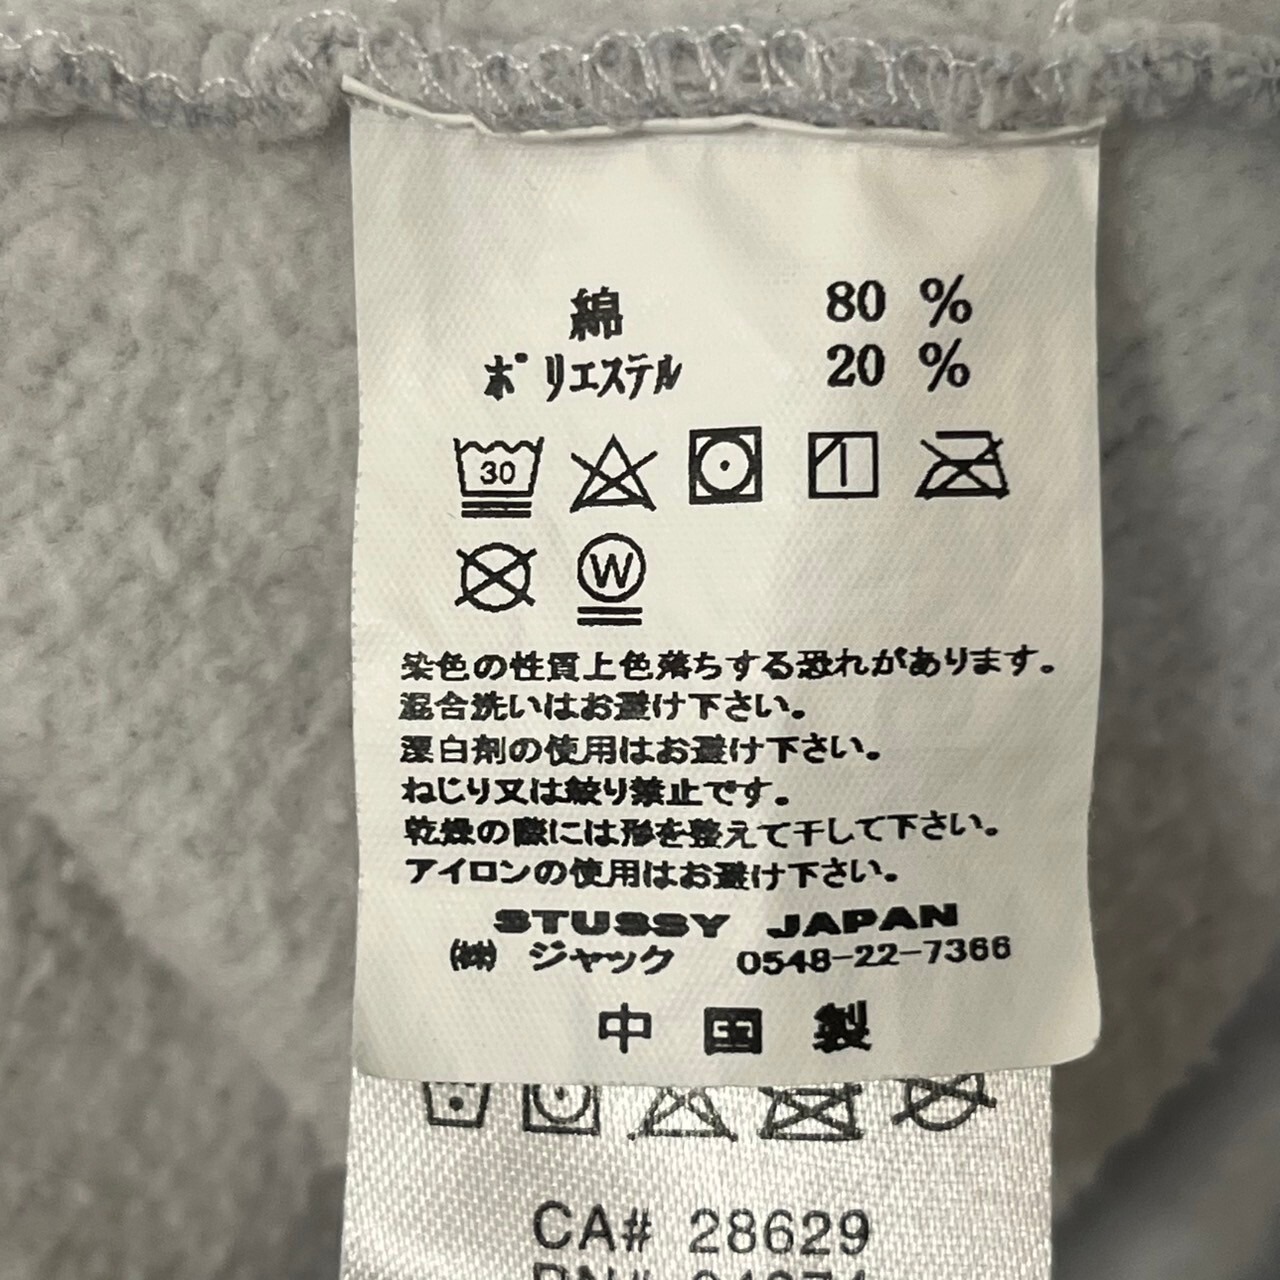 綿 80 %
ポリエステル 20 %
30
W
染色の性質上色落ちする恐れがあります。
混合洗いはお避け下さい。
漂白剤の使用はお避け下さい。
ねじり又は絞り禁止です。
乾燥の際には形を整えて干して下さい。
アイロンの使用はお避け下さい。
STUSSY JAPAN
㈱ ジャック 0548-22-7366
中国製
CA# 28629